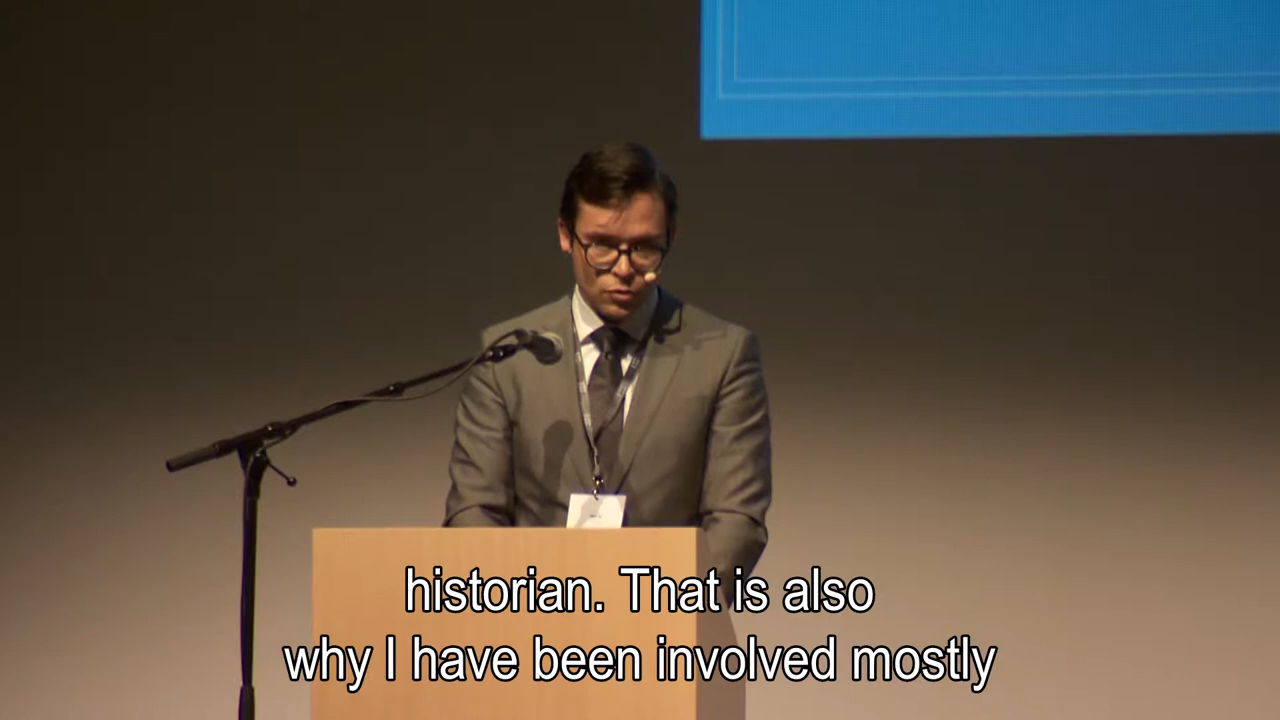 historian. That is also
why I have been involved mostly